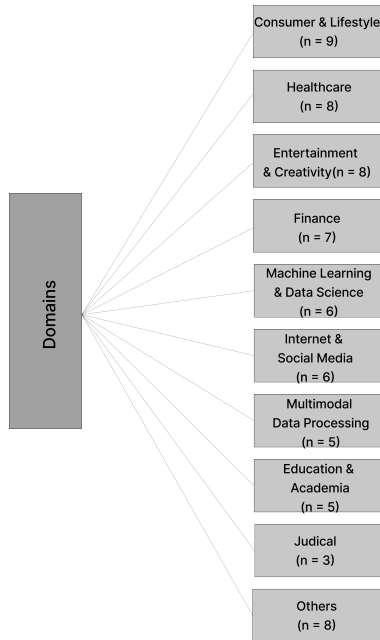 Domains
Consumer & Lifestyle
(n = 9)
Healthcare
(n = 8)
Entertainment
& Creativity(n = 8)
Finance
(n = 7)
Machine Learning
& Data Science
(n = 6)
Internet &
Social Media
(n = 6)
Multimodal
Data Processing
(n = 5)
Education &
Academia
(n = 5)
Judical
(n = 3)
Others
(n = 8)